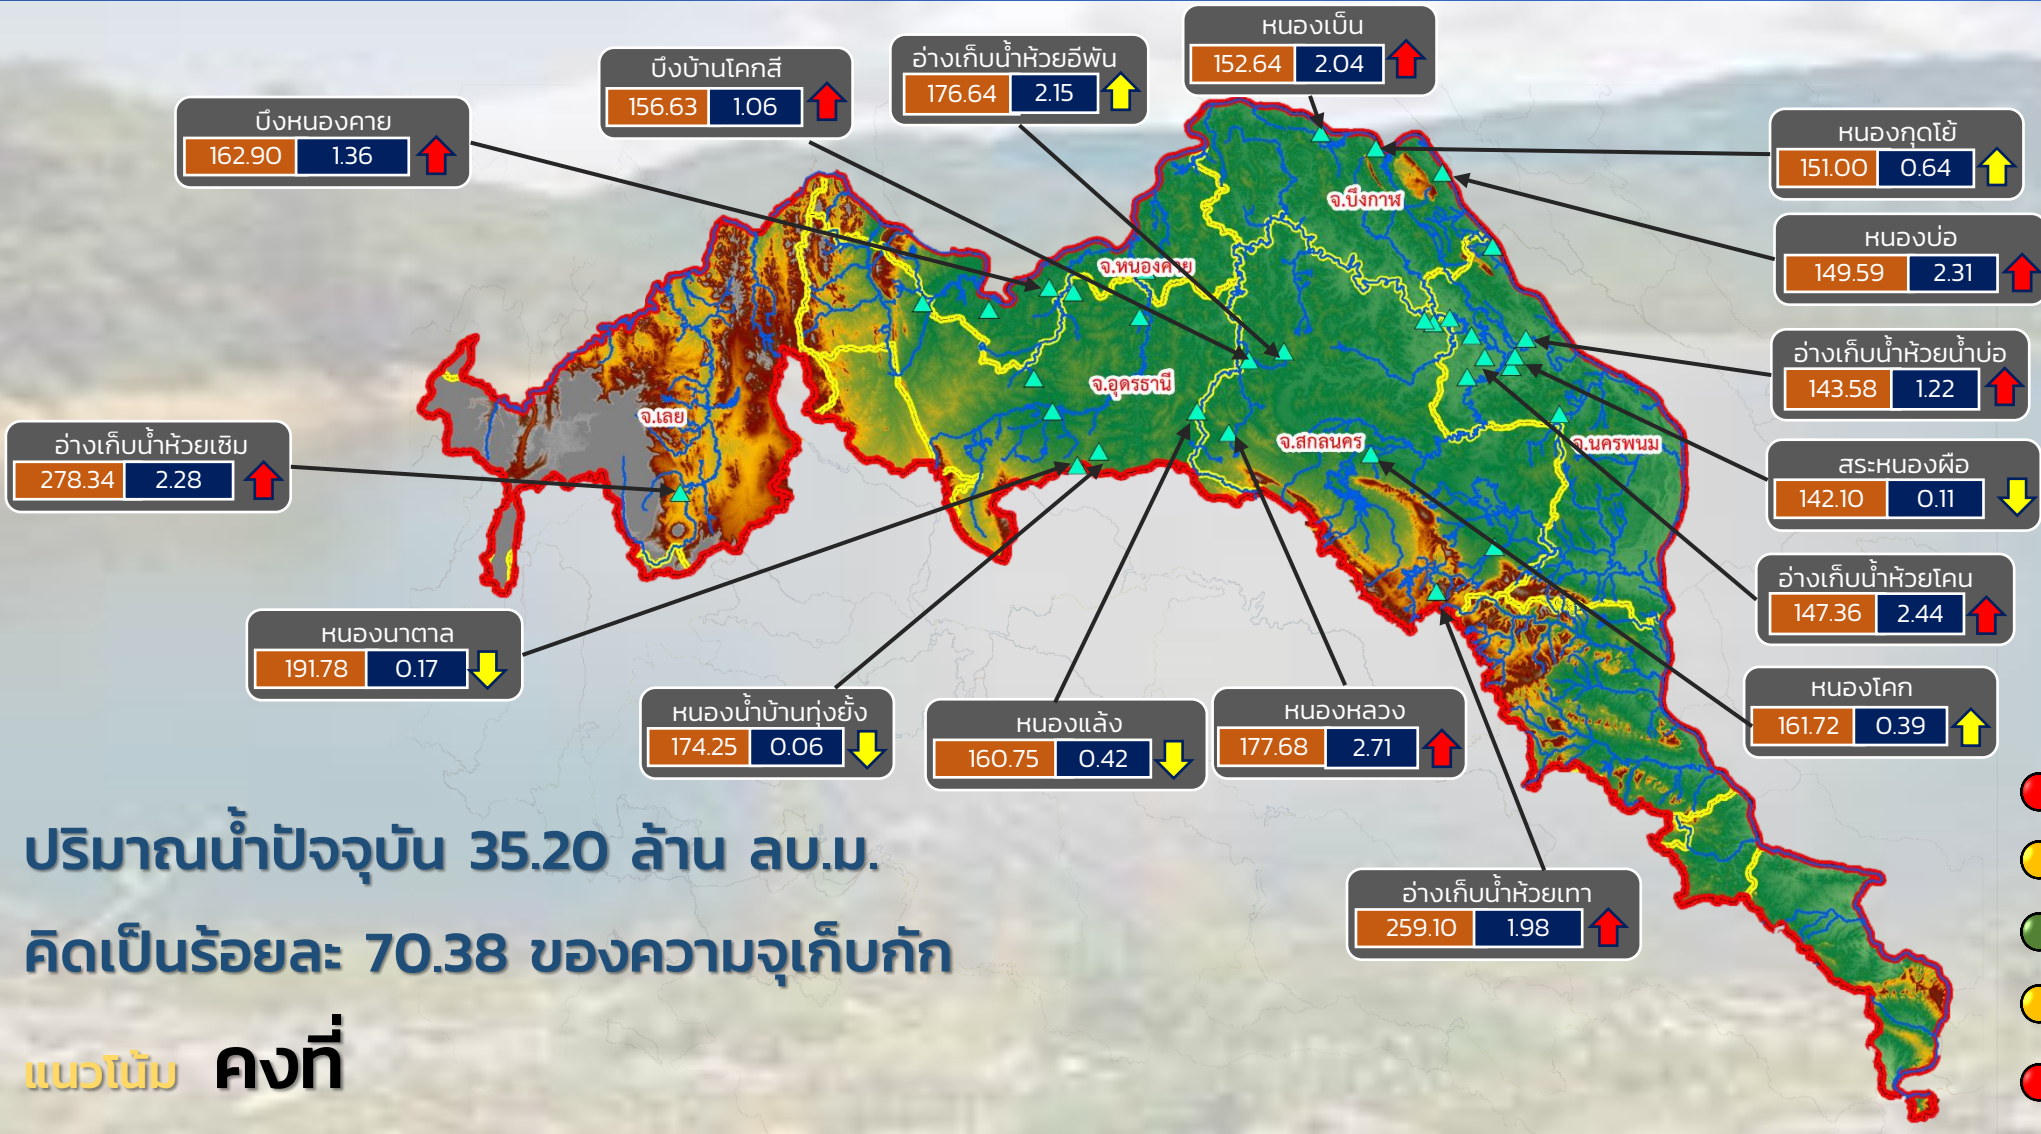 หนองเบ็น
152.64 2.04
อ่างเก็บน้ำห้วยอีพัน
176.64 2.15
บึงบ้านโคกสี
156.63 1.06
บึงหนองคาย
162.90 1.36
หนองกุดโย้
151.00 0.64
หนองบ่อ
149.59 2.31
อ่างเก็บน้ำห้วยน้ำบ่อ
143.58 1.22
สระหนองผือ
142.10 0.11
อ่างเก็บน้ำห้วยโคน
147.36 2.44
หนองโคก
161.72 0.39
จ.บึงกาฬ
จ.หนองคาย
จ.อุดรธานี
จ.เลย
จ.สกลนคร
จ.นครพนม
อ่างเก็บน้ำห้วยเซิม
278.34 2.28
หนองนาตาล
191.78 0.17
หนองน้ำบ้านทุ่งยั้ง
174.25 0.06
หนองแล้ง
160.75 0.42
หนองหลวง
177.68 2.71
อ่างเก็บน้ำห้วยเทา
259.10 1.98
ปริมาณน้ำปัจจุบัน 35.20 ล้าน ลบ.ม.
คิดเป็นร้อยละ 70.38 ของความจุเก็บกัก
แนวโน้ม คงที่